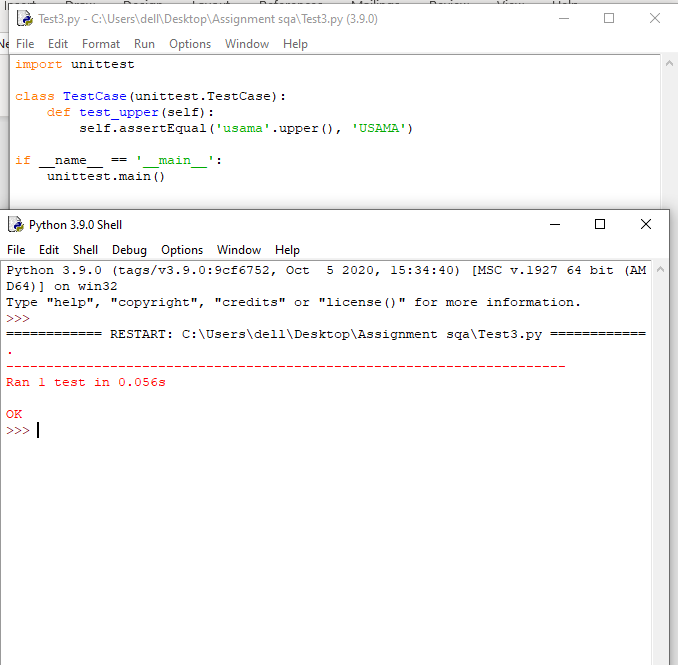 Test3.py - C:\Users\dell\Desktop\Assignment sqa\Test3.py (3.9.0)
File Edit Format Run Options Window Help
import unittest
class TestCase(unittest.TestCase):
    def test_upper(self):
        self.assertEqual('usama'.upper(), 'USAMA')
if __name__ == '__main__':
    unittest.main()
Python 3.9.0 Shell
File Edit Shell Debug Options Window Help
Python 3.9.0 (tags/v3.9.0:9cf6752, Oct  5 2020, 15:34:40) [MSC v.1927 64 bit (AM
D64)] on win32
Type "help", "copyright", "credits" or "license()" for more information.
>>>
============ RESTART: C:\Users\dell\Desktop\Assignment sqa\Test3.py ============
.
----------------------------------------------------------------------
Ran 1 test in 0.056s
OK
>>>